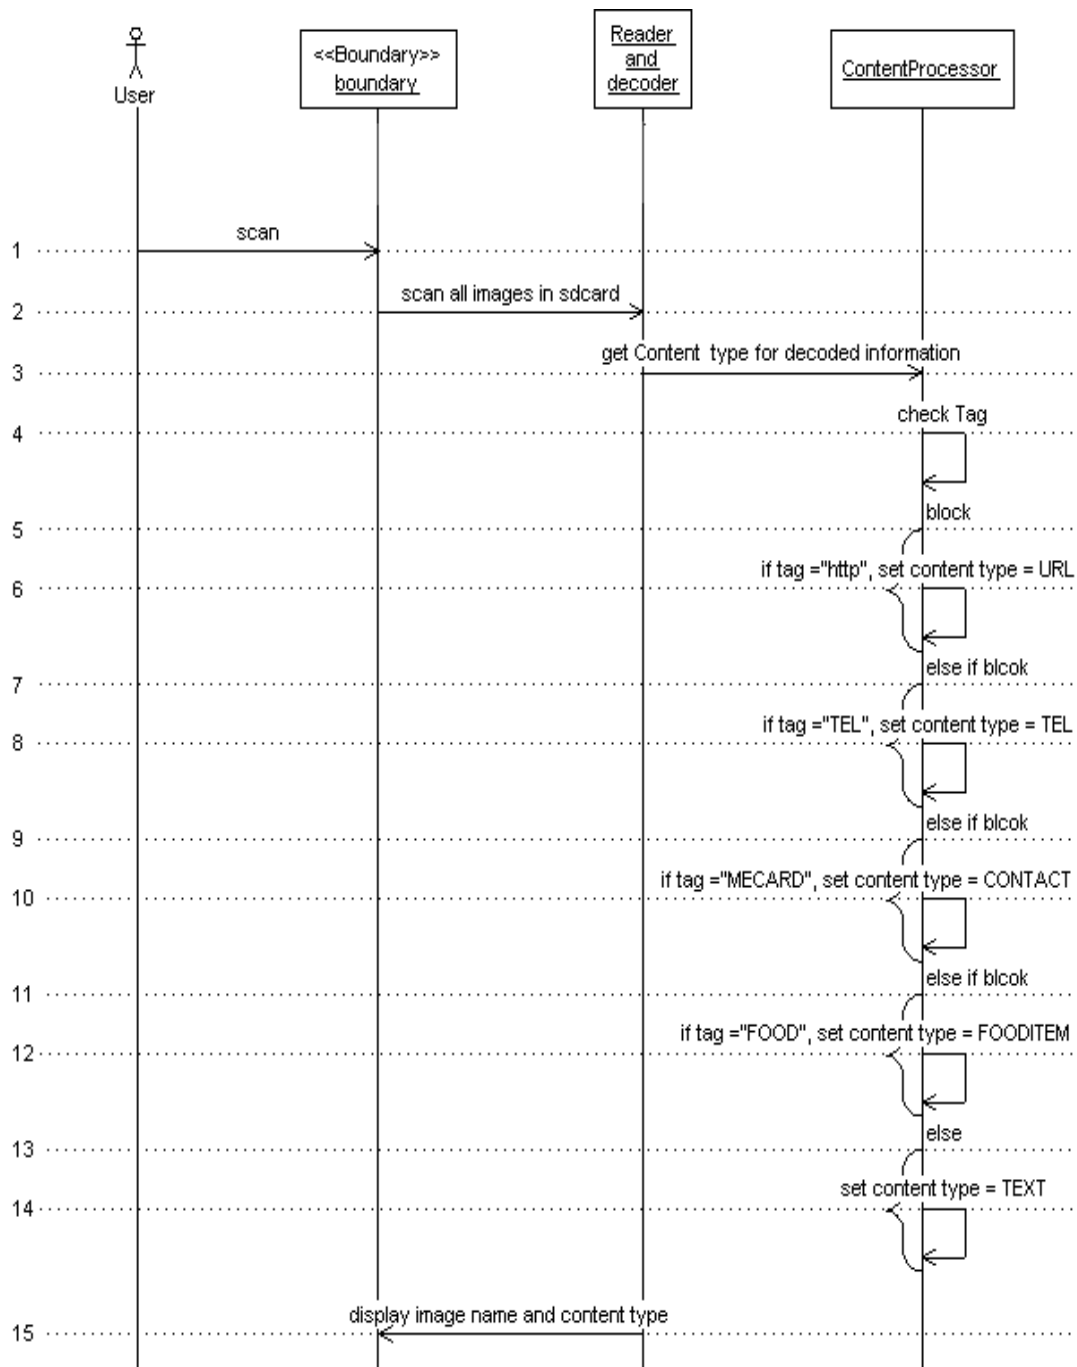 User
<<Boundary>>
boundary
Reader
and
decoder
ContentProcessor
scan
1
scan all images in sdcard
2
get Content type for decoded information
3
check Tag
4
block
5
if tag ="http", set content type = URL
6
else if blcok
7
if tag ="TEL", set content type = TEL
8
else if blcok
9
if tag ="MECARD", set content type = CONTACT
10
else if blcok
11
if tag ="FOOD", set content type = FOODITEM
12
else
13
set content type = TEXT
14
display image name and content type
15